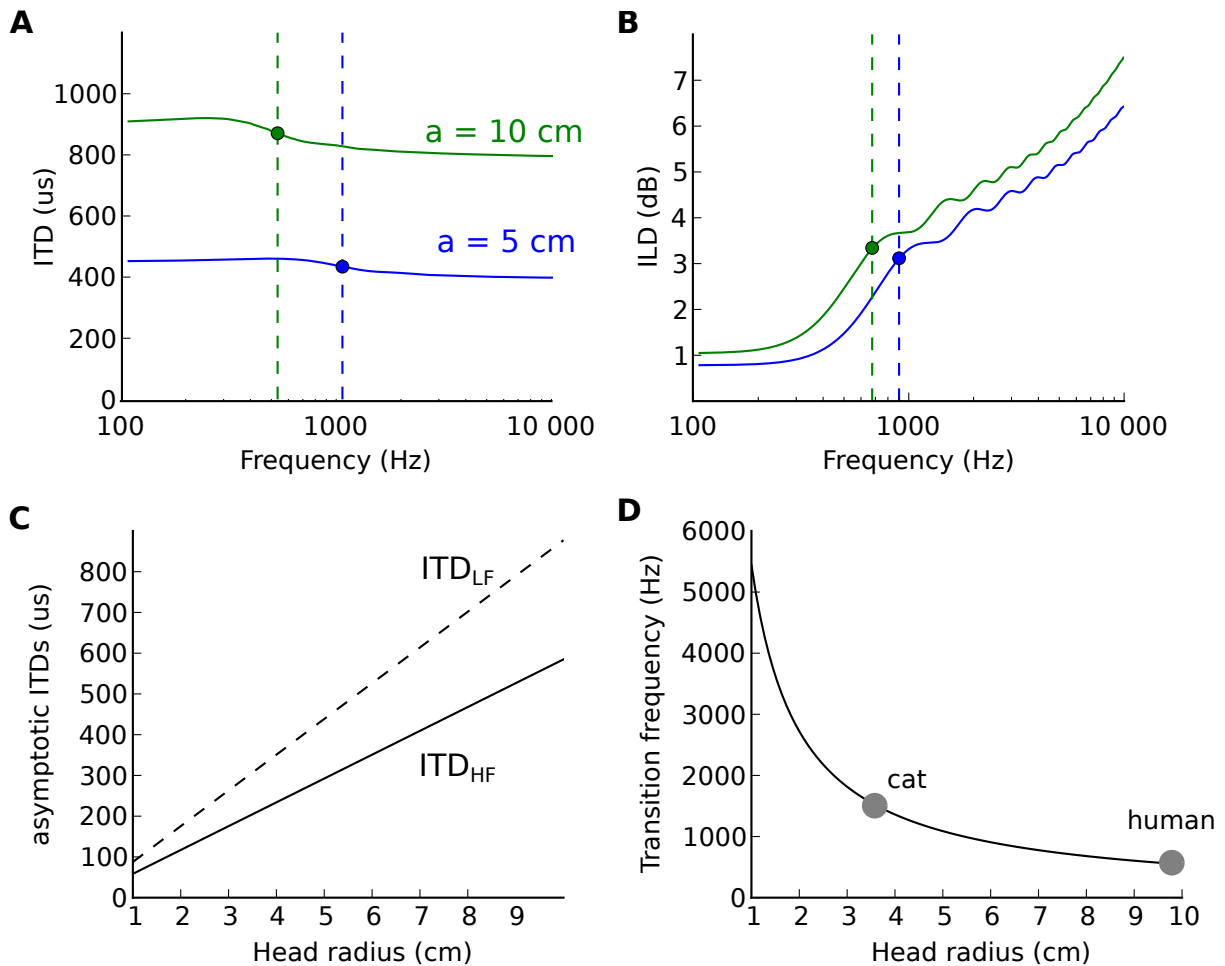 A
1000
800
600
400
200
0
ITD (us)
a = 10 cm
a = 5 cm
100
1000
10 000
Frequency (Hz)
B
7
6
5
4
3
2
1
ILD (dB)
100
1000
10 000
Frequency (Hz)
C
800
700
600
500
400
300
200
100
0
asymptotic ITDs (us)
ITD_LF
ITD_HF
1 2 3 4 5 6 7 8 9
Head radius (cm)
D
6000
5000
4000
3000
2000
1000
0
Transition frequency (Hz)
cat
human
1 2 3 4 5 6 7 8 9 10
Head radius (cm)